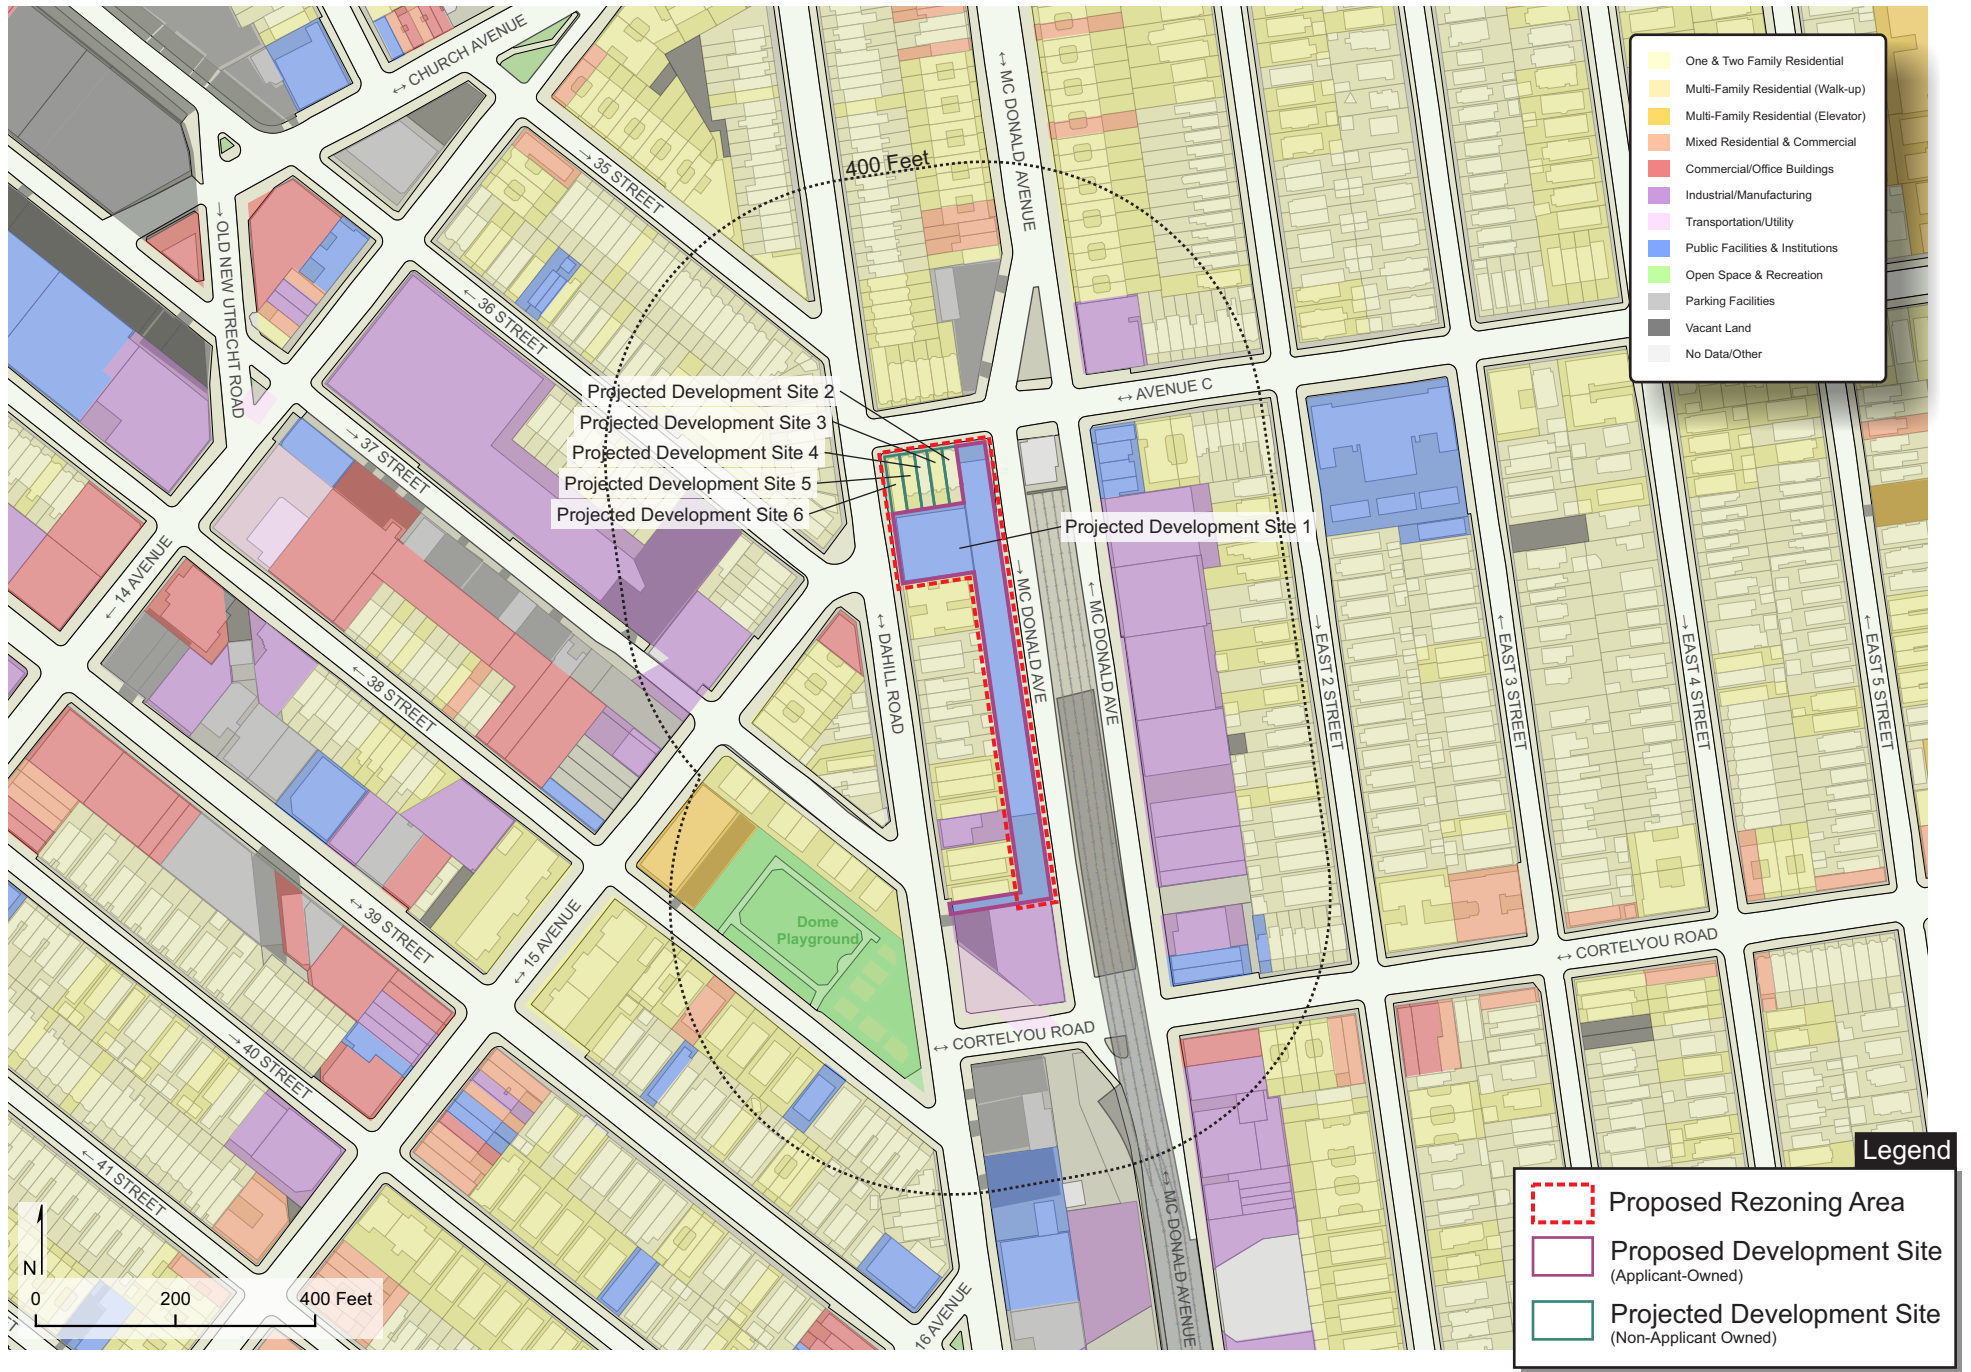 ↔ CHURCH AVENUE
↔ MC DONALD AVENUE
One & Two Family Residential
Multi-Family Residential (Walk-up)
Multi-Family Residential (Elevator)
Mixed Residential & Commercial
Commercial/Office Buildings
Industrial/Manufacturing
Transportation/Utility
Public Facilities & Institutions
Open Space & Recreation
Parking Facilities
Vacant Land
No Data/Other
400 Feet
→ 35 STREET
→ OLD NEW UTRECHT ROAD
← 36 STREET
Projected Development Site 2
Projected Development Site 3
Projected Development Site 4
Projected Development Site 5
Projected Development Site 6
↔ AVENUE C
Projected Development Site 1
→ 37 STREET
← 14 AVENUE
→ MC DONALD AVE
← MC DONALD AVE
↔ DAHILL ROAD
→ EAST 2 STREET
← EAST 3 STREET
→ EAST 4 STREET
← EAST 5 STREET
← 38 STREET
↔ 39 STREET
↔ 15 AVENUE
Dome
Playground
↔ CORTELYOU ROAD
↔ CORTELYOU ROAD
→ 40 STREET
← 41 STREET
← MC DONALD AVENUE
16 AVENUE
N
0 200 400 Feet
Legend
Proposed Rezoning Area
Proposed Development Site
(Applicant-Owned)
Projected Development Site
(Non-Applicant Owned)